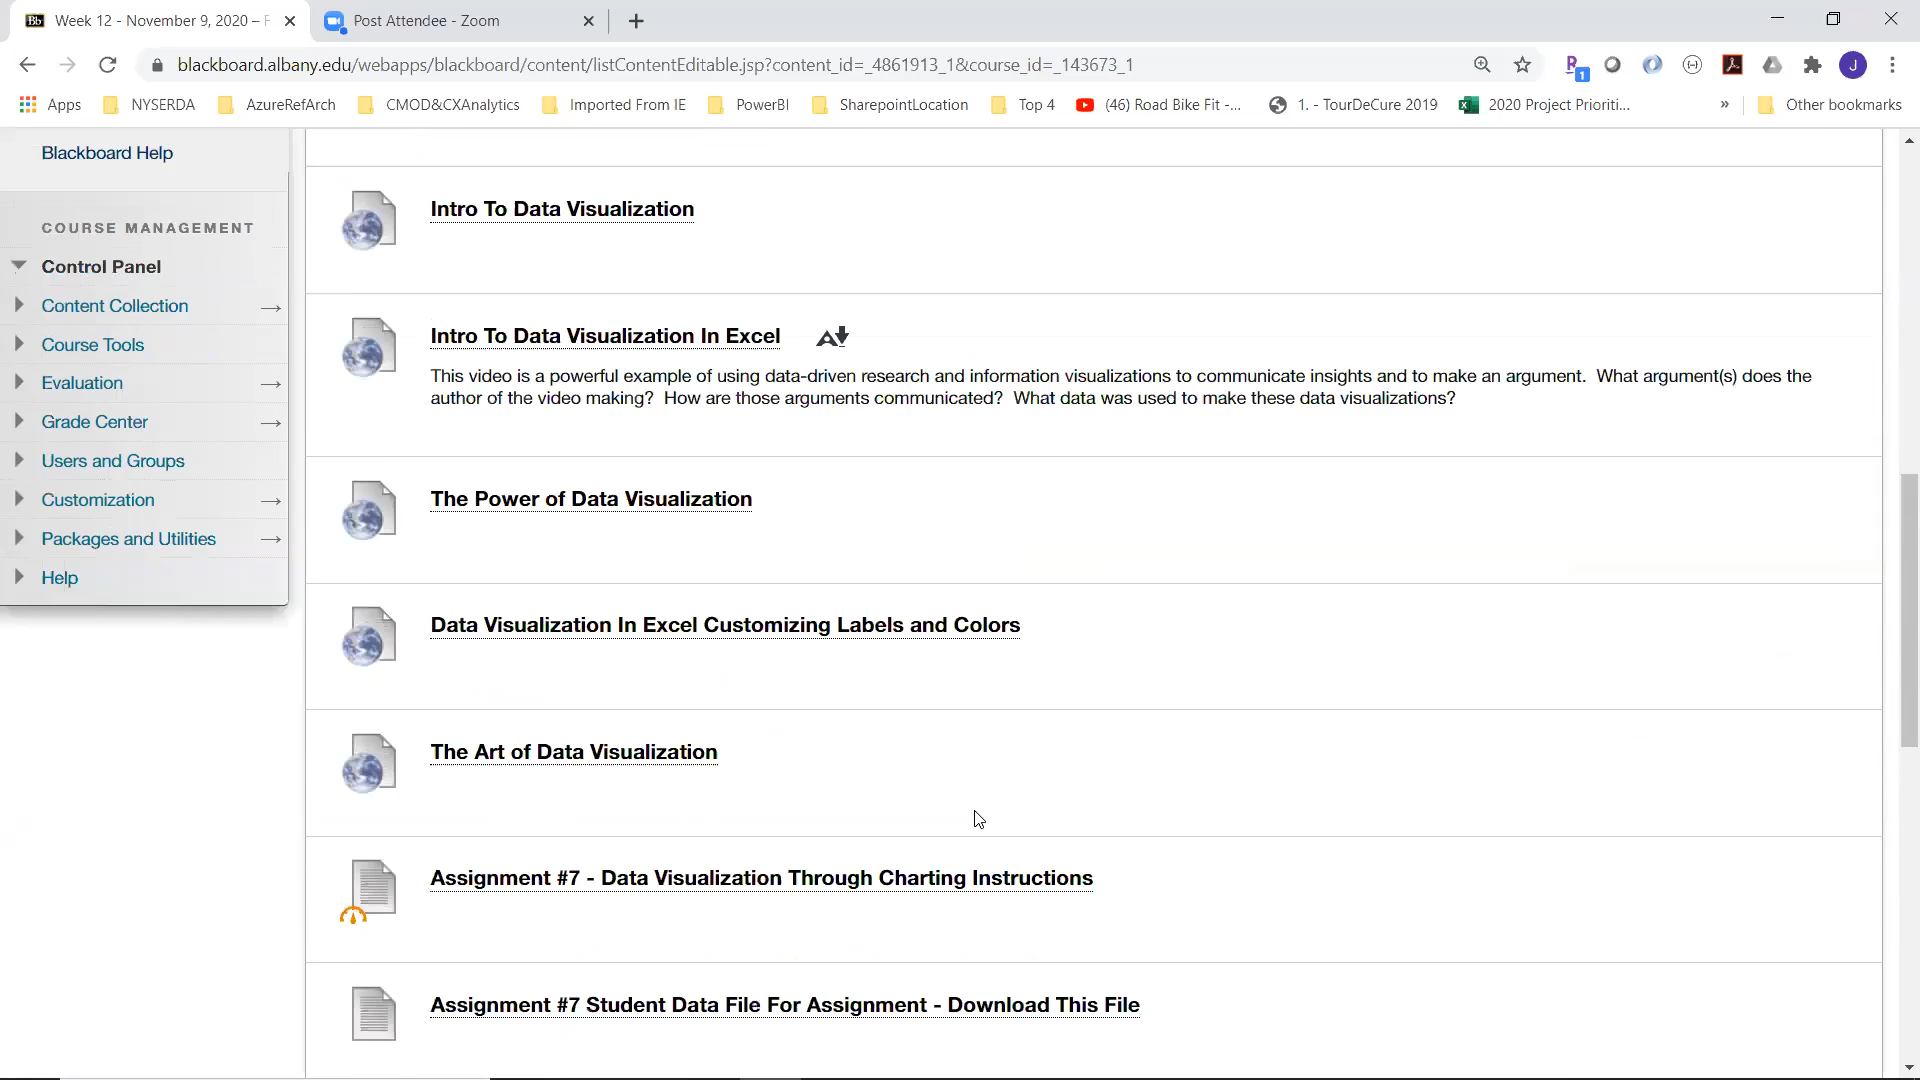 Bb Week 12 - November 9, 2020 – F
Post Attendee - Zoom
blackboard.albany.edu/webapps/blackboard/content/listContentEditable.jsp?content_id=_4861913_1&course_id=_143673_1
1
J
Apps NYSERDA AzureRefArch CMOD&CXAnalytics Imported From IE PowerBI SharepointLocation Top 4 (46) Road Bike Fit -... 1. - TourDeCure 2019 2020 Project Prioriti... » Other bookmarks
Blackboard Help
COURSE MANAGEMENT
Control Panel
Content Collection
Course Tools
Evaluation
Grade Center
Users and Groups
Customization
Packages and Utilities
Help
Intro To Data Visualization
Intro To Data Visualization In Excel
This video is a powerful example of using data-driven research and information visualizations to communicate insights and to make an argument. What argument(s) does the
author of the video making? How are those arguments communicated? What data was used to make these data visualizations?
The Power of Data Visualization
Data Visualization In Excel Customizing Labels and Colors
The Art of Data Visualization
Assignment #7 - Data Visualization Through Charting Instructions
Assignment #7 Student Data File For Assignment - Download This File